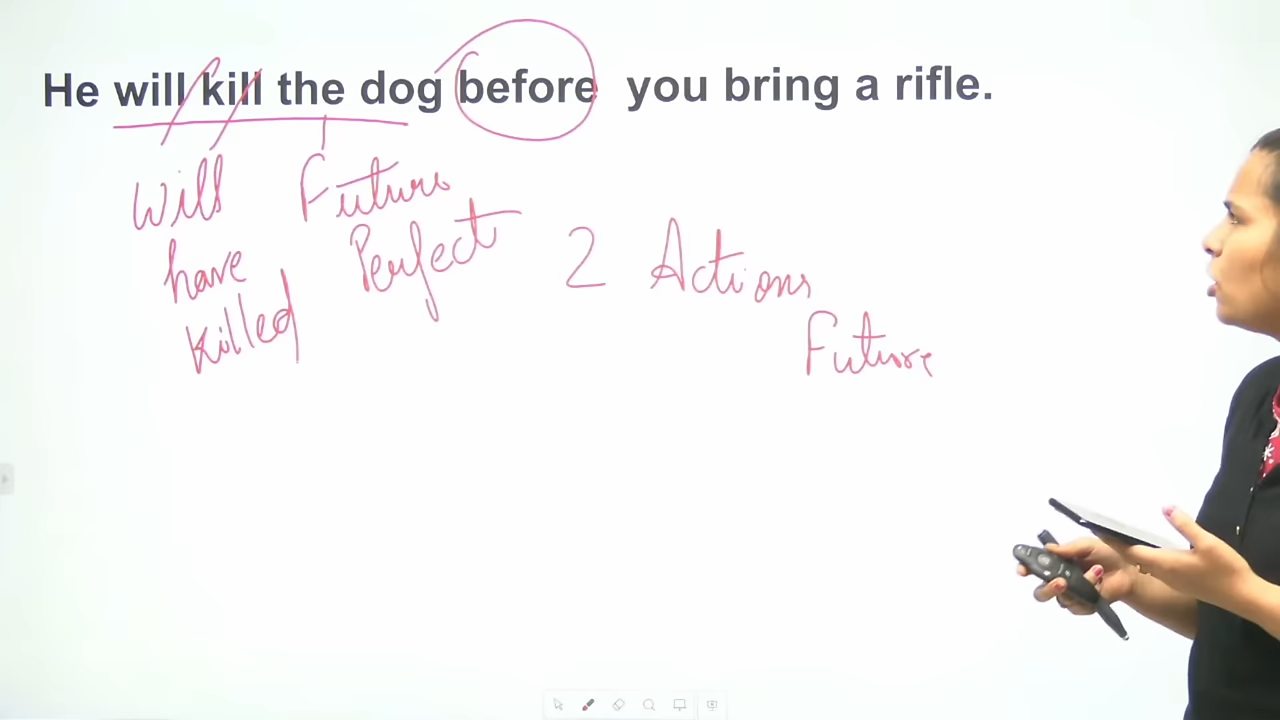 He will kill the dog before you bring a rifle.
Will Future
have Perfect 2 Actions
killed Future